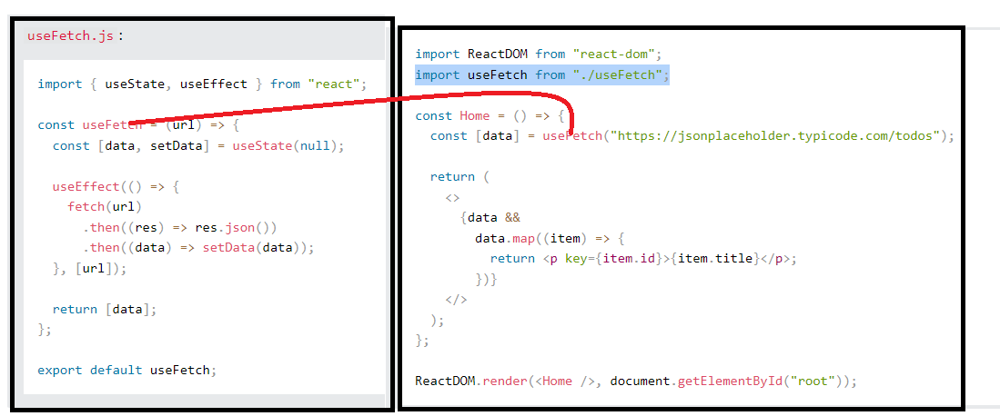 useFetch.js:
import { useState, useEffect } from "react";
const useFetch = (url) => {
  const [data, setData] = useState(null);
  useEffect(() => {
    fetch(url)
      .then((res) => res.json())
      .then((data) => setData(data));
  }, [url]);
  return [data];
};
export default useFetch;
import ReactDOM from "react-dom";
import useFetch from "./useFetch";
const Home = () => {
  const [data] = useFetch("https://jsonplaceholder.typicode.com/todos");
  return (
    <>
      {data &&
        data.map((item) => {
          return <p key={item.id}>{item.title}</p>;
        })}
    </>
  );
};
ReactDOM.render(<Home />, document.getElementById("root"));